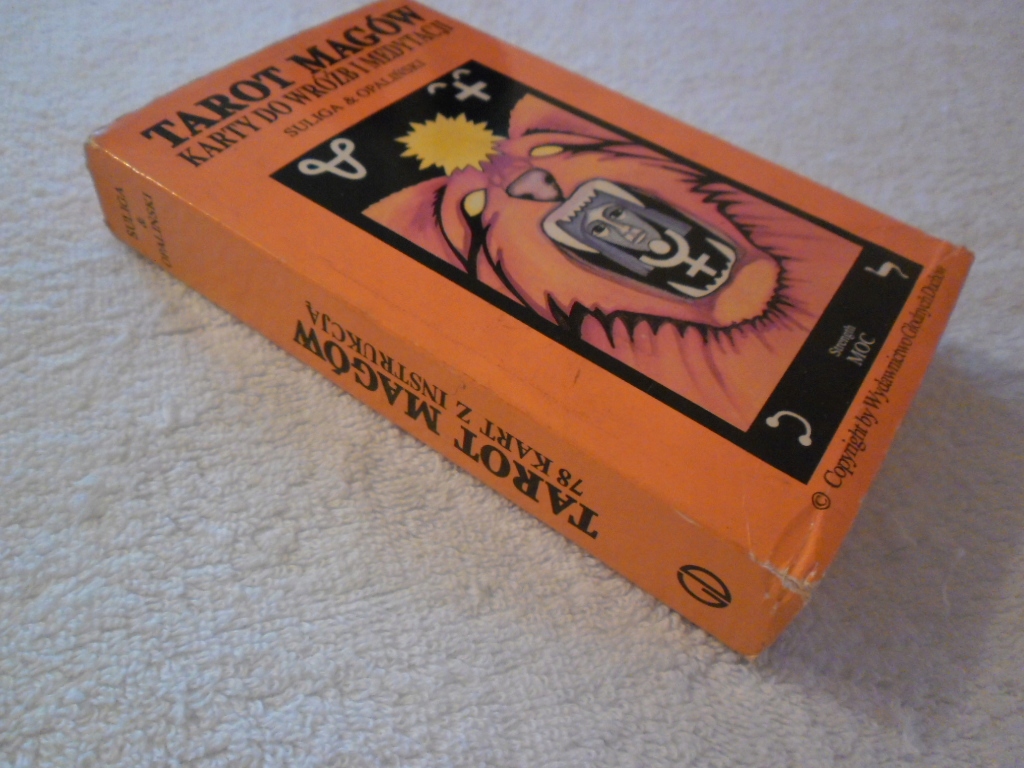 TAROT MAGÓW
KARTY DO WRÓŻB I MEDYTACJI
SULIGA & OPALIŃSKI
Strength
MOC
© Copyright by Wydawnictwo Głodnych Duchów
SULIGA
&
OPALIŃSKI
TAROT MAGÓW
78 KART Z INSTRUKCJĄ